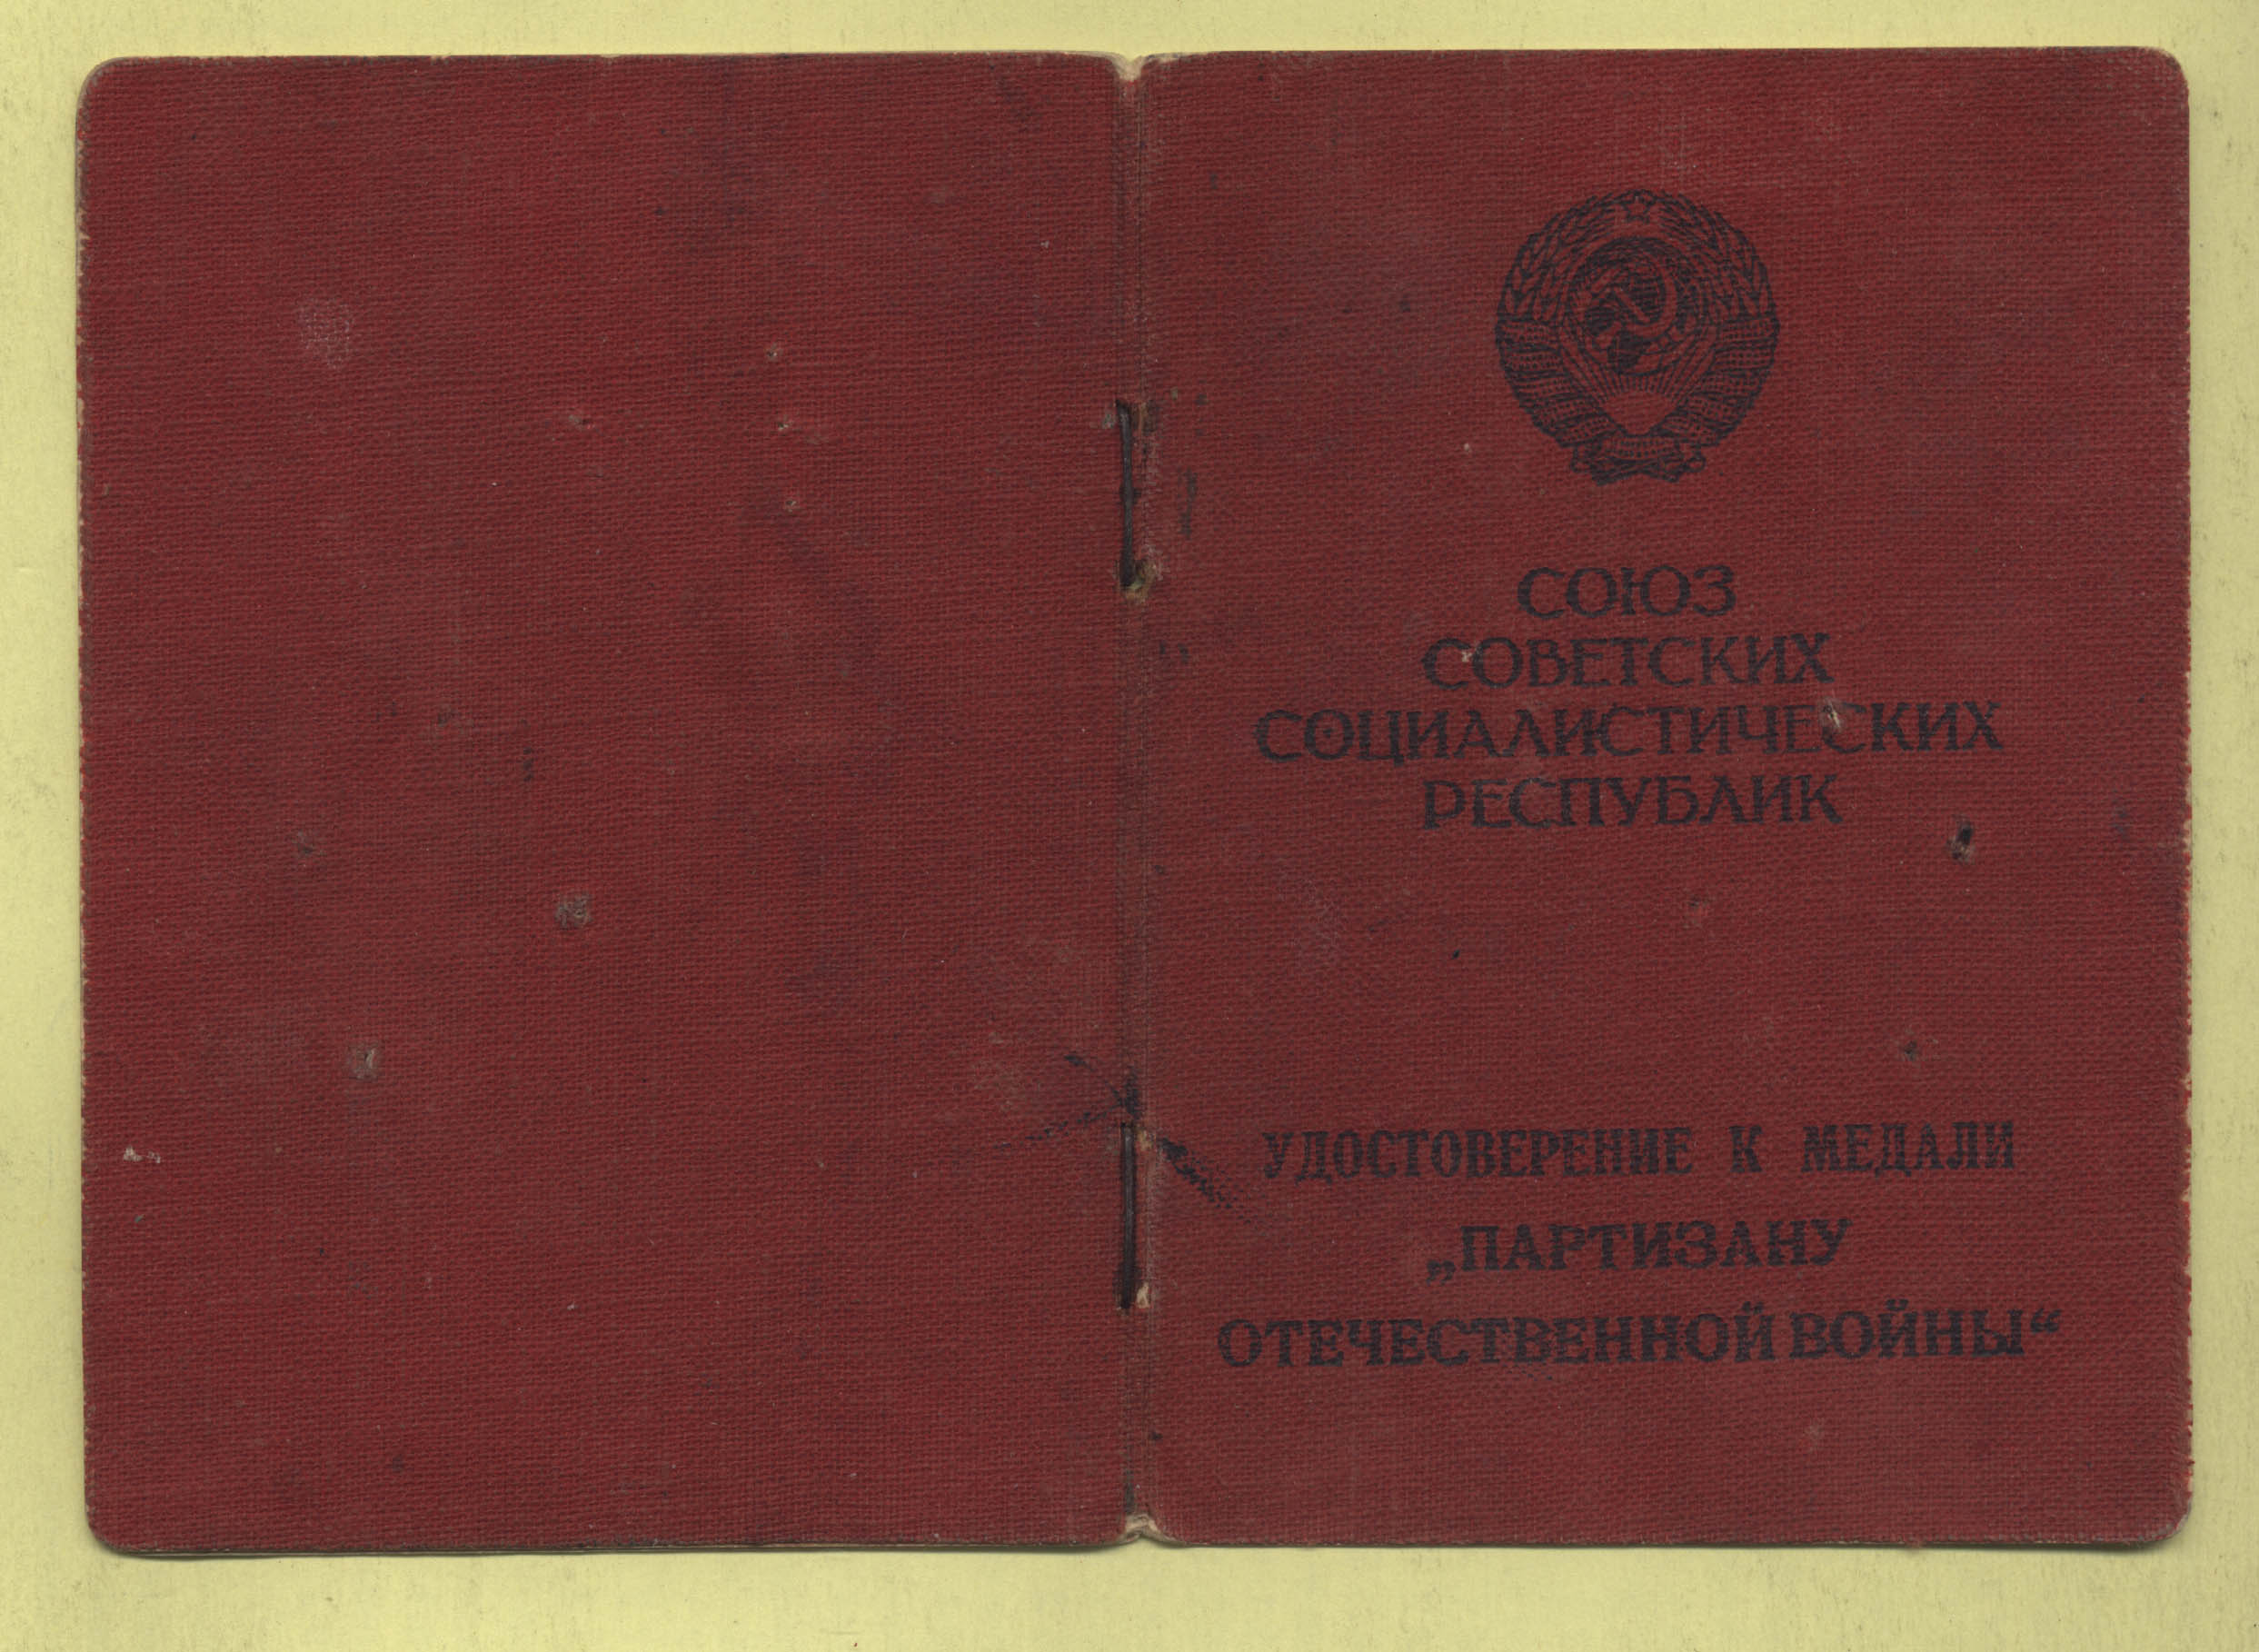 СОЮЗ
СОВЕТСКИХ
СОЦИАЛИСТИЧЕСКИХ
РЕСПУБЛИК
УДОСТОВЕРЕНИЕ К МЕДАЛИ
„ПАРТИЗАНУ
ОТЕЧЕСТВЕННОЙ ВОЙНЫ“